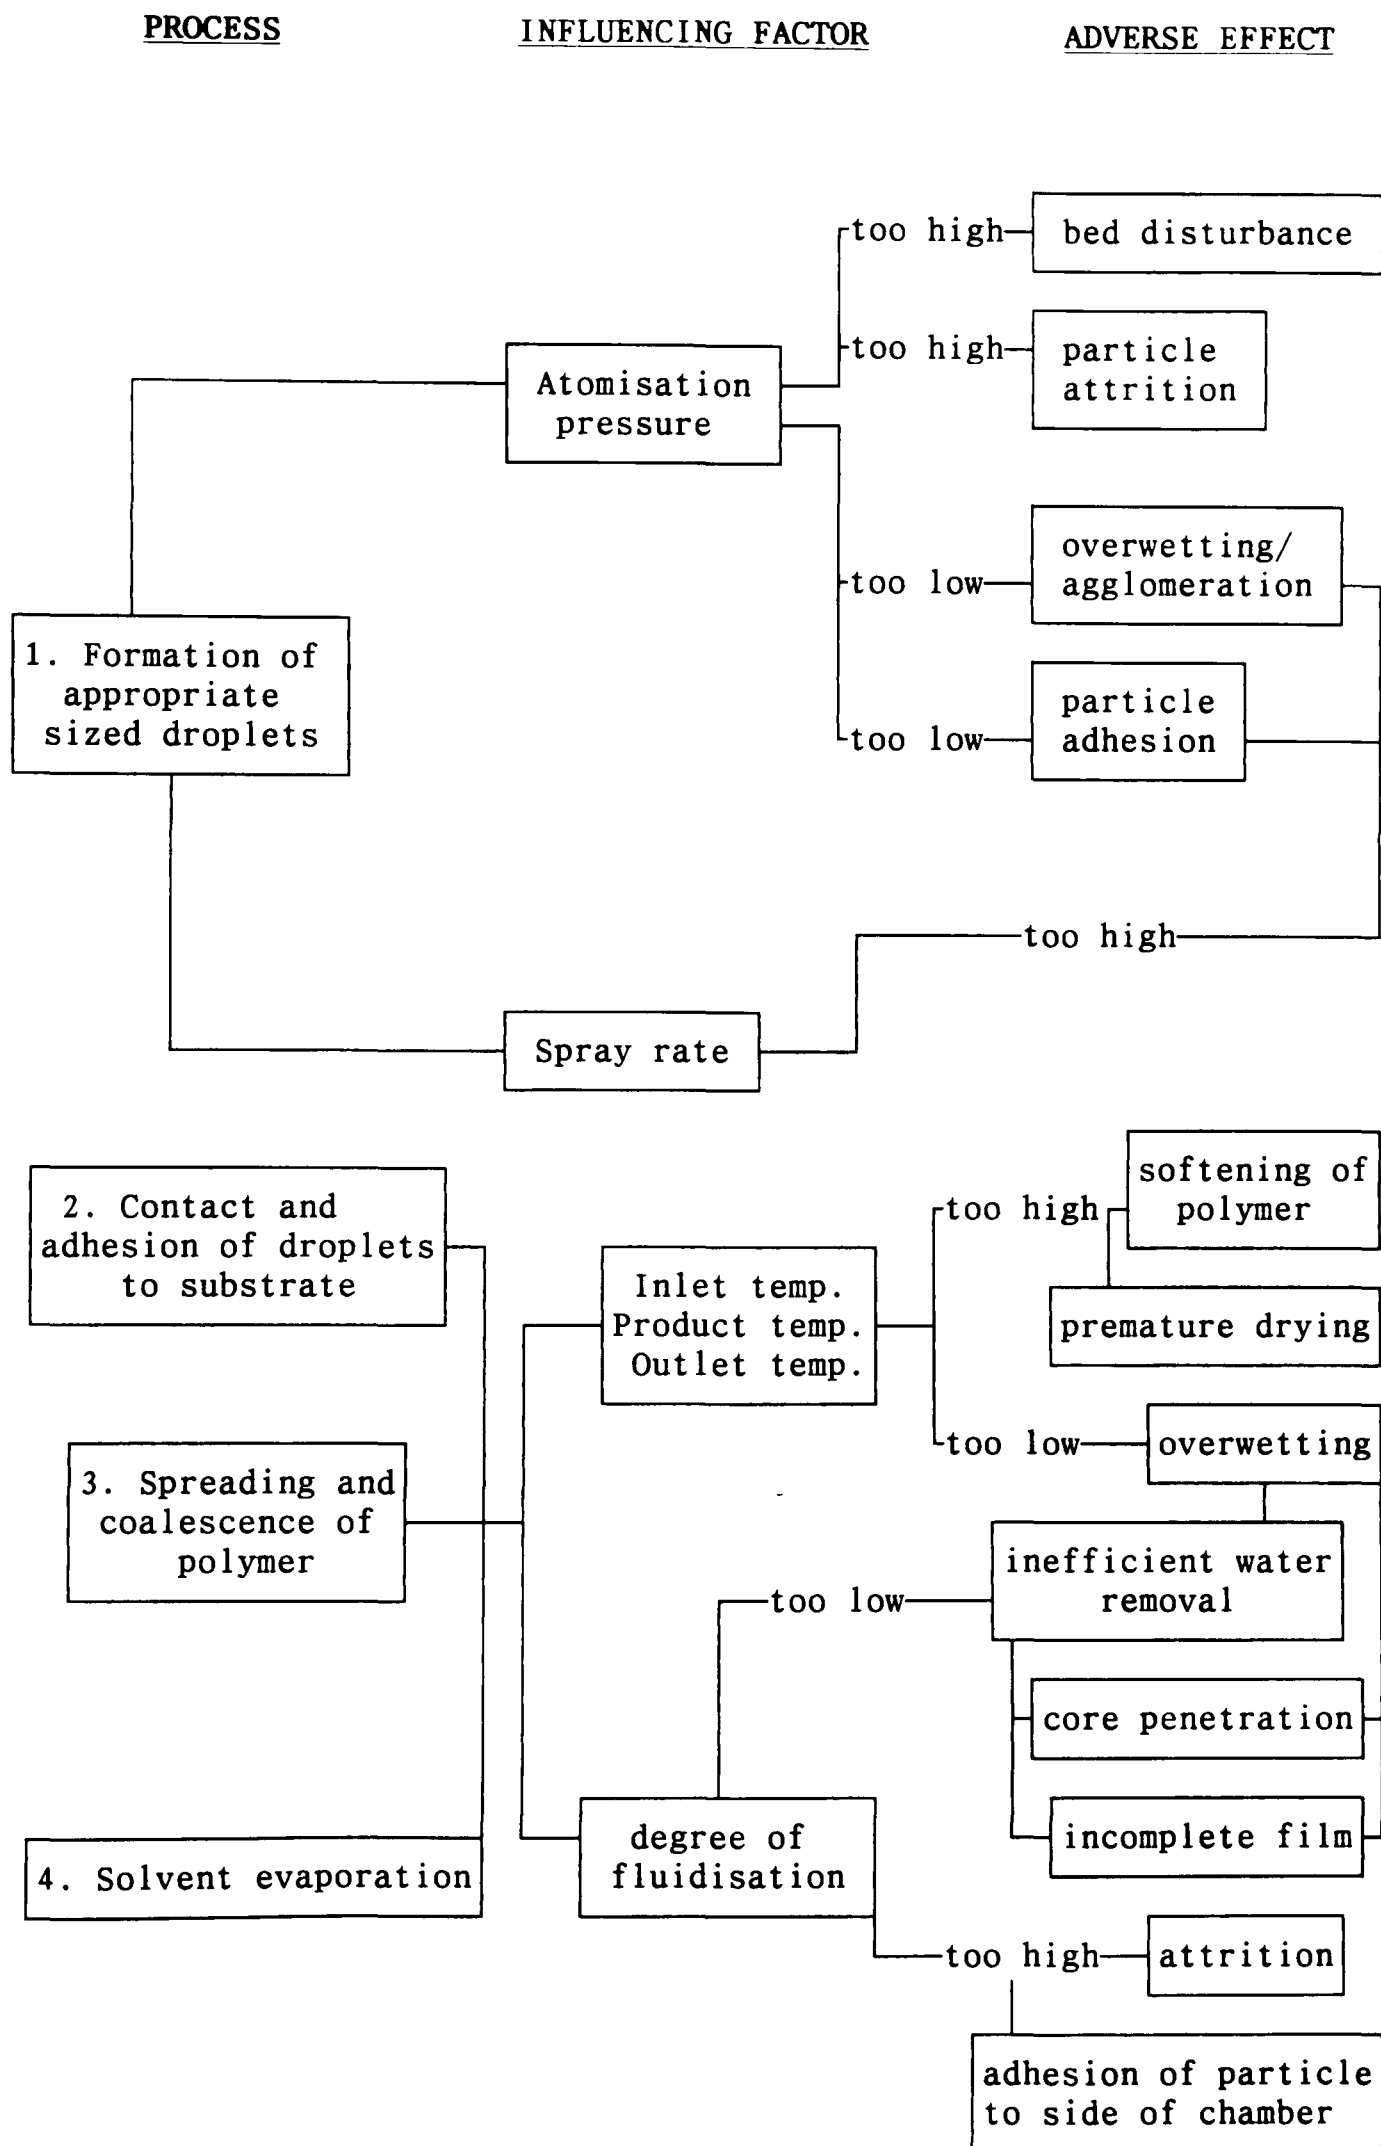 PROCESS
INFLUENCING FACTOR
ADVERSE EFFECT
too high
bed disturbance
too high
particle
attrition
Atomisation
pressure
overwetting/
too low
agglomeration
1. Formation of
appropriate
sized droplets
particle
too low
adhesion
too high
Spray rate
softening of
polymer
too high
2. Contact and
adhesion of droplets
to substrate
Inlet temp.
Product temp.
Outlet temp.
premature drying
too low
overwetting
3. Spreading and
coalescence of
polymer
inefficient water
removal
too low
core penetration
incomplete film
degree of
fluidisation
4. Solvent evaporation
too high
attrition
adhesion of particle
to side of chamber